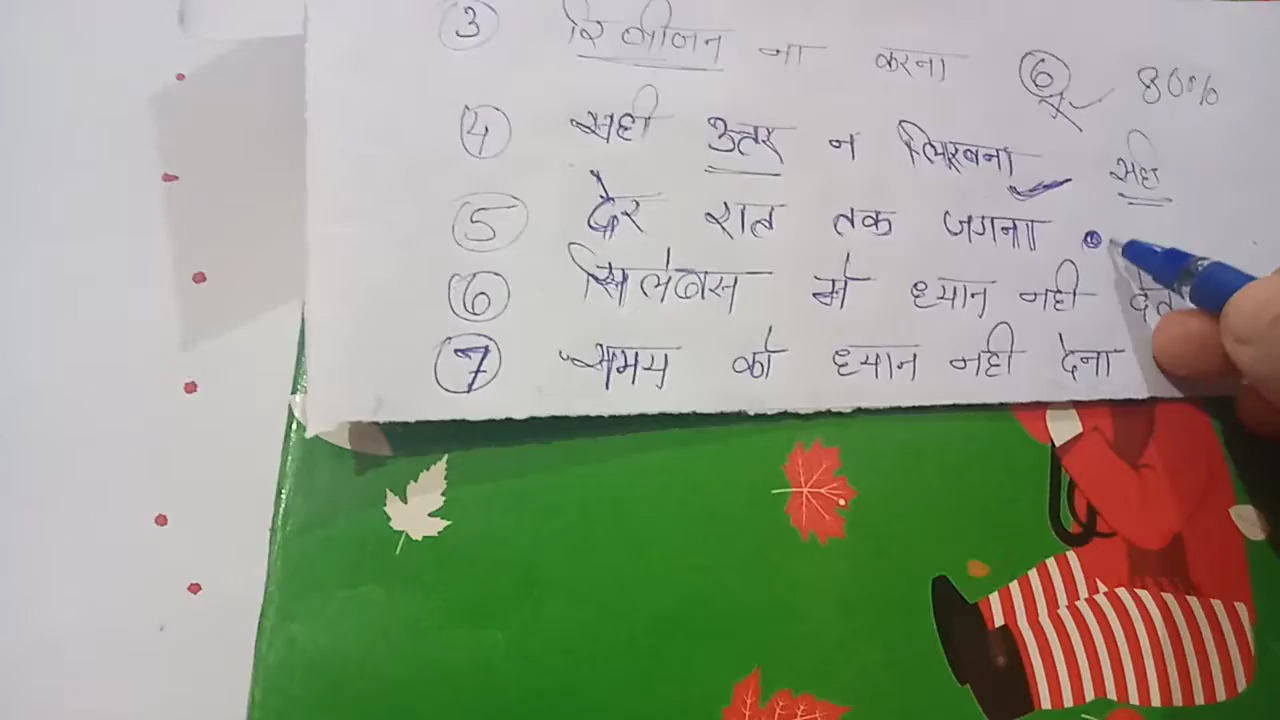 ③ रिवीजन ना करना ⑥ 80%
④ सही उत्तर न लिखना सही
⑤ देर रात तक जगना
⑥ सिलेबस में ध्यान नही देत
⑦ समय को ध्यान नही देना